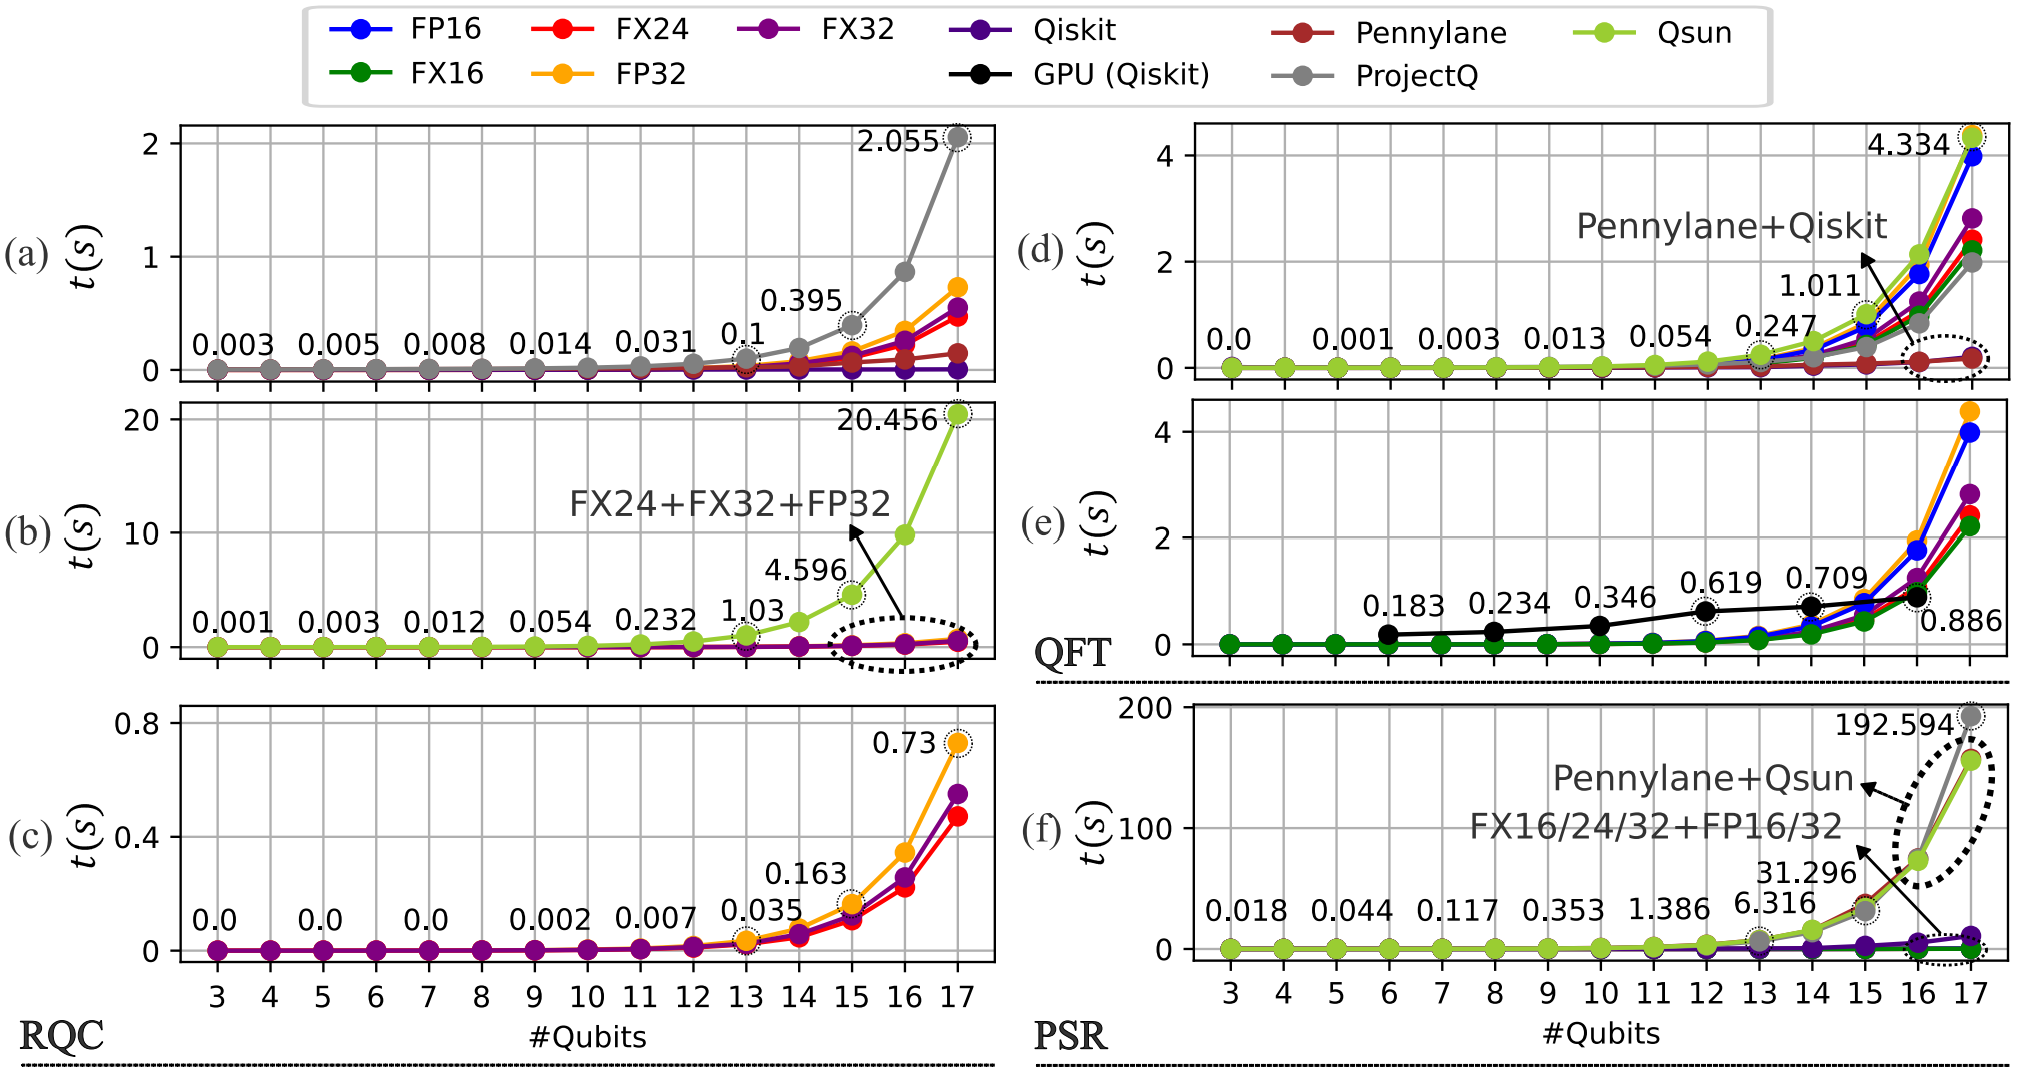 FP16 FX24 FX32 Qiskit Pennylane Qsun
FX16 FP32 GPU (Qiskit) ProjectQ
(a)
t(s)
2
1
0
0.003 0.005 0.008 0.014 0.031 0.1 0.395 2.055
(b)
t(s)
20
10
0
FX24+FX32+FP32
0.001 0.003 0.012 0.054 0.232 1.03 4.596 20.456
(c)
t(s)
0.8
0.4
0
0.0 0.0 0.0 0.002 0.007 0.035 0.163 0.73
3 4 5 6 7 8 9 10 11 12 13 14 15 16 17
#Qubits
RQC
(d)
t(s)
4
2
0
Pennylane+Qiskit
0.0 0.001 0.003 0.013 0.054 0.247 1.011 4.334
(e)
t(s)
4
2
0
0.183 0.234 0.346 0.619 0.709 0.886
QFT
(f)
t(s)
200
100
0
Pennylane+Qsun
FX16/24/32+FP16/32
0.018 0.044 0.117 0.353 1.386 6.316 31.296 192.594
3 4 5 6 7 8 9 10 11 12 13 14 15 16 17
#Qubits
PSR